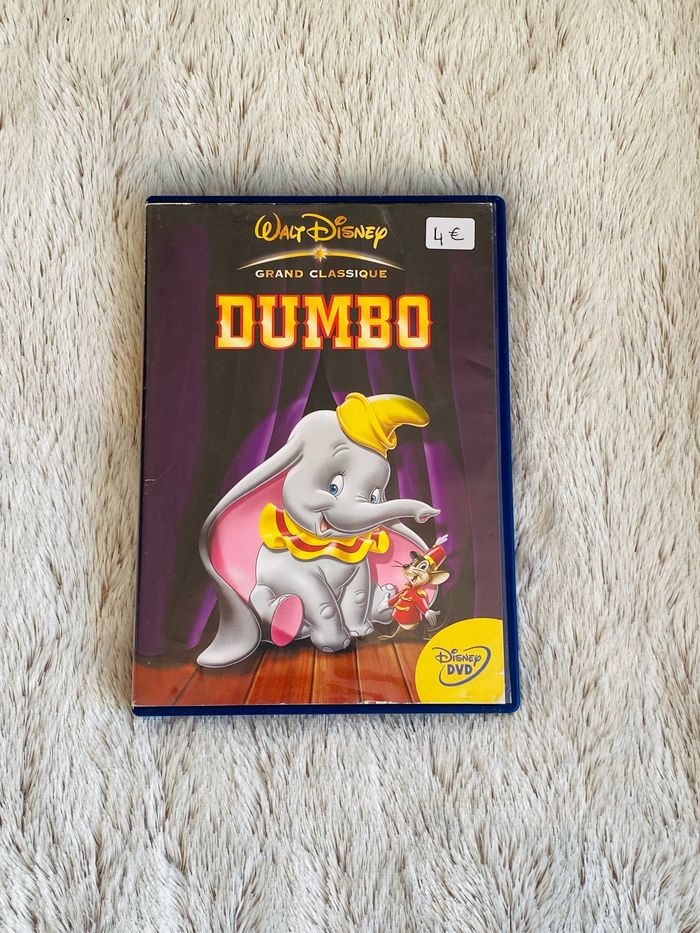 WALT DISNEY
4 €
GRAND CLASSIQUE
DUMBO
DISNEY
DVD